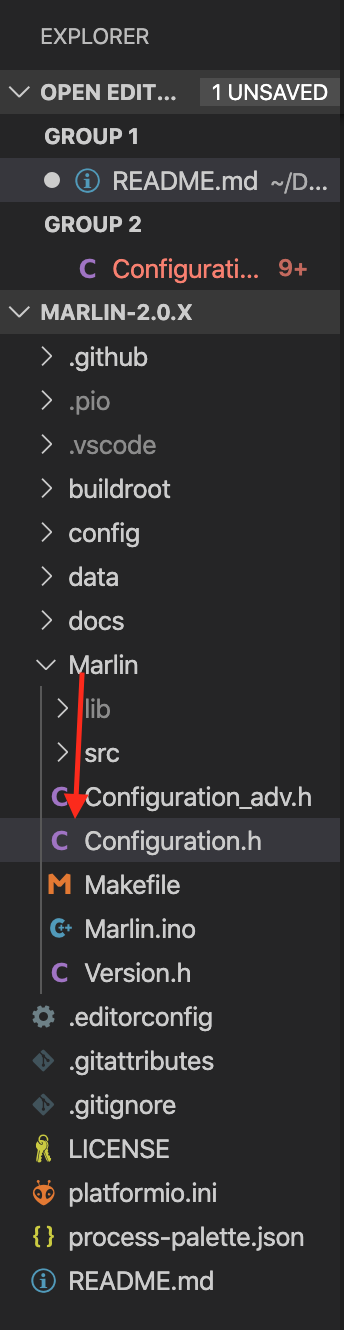 EXPLORER
OPEN EDIT... 1 UNSAVED
GROUP 1
README.md ~/D...
GROUP 2
C Configurati... 9+
MARLIN-2.0.X
.github
.pio
.vscode
buildroot
config
data
docs
Marlin
lib
src
C Configuration_adv.h
C Configuration.h
M Makefile
C++ Marlin.ino
C Version.h
.editorconfig
.gitattributes
.gitignore
LICENSE
platformio.ini
{ } process-palette.json
README.md